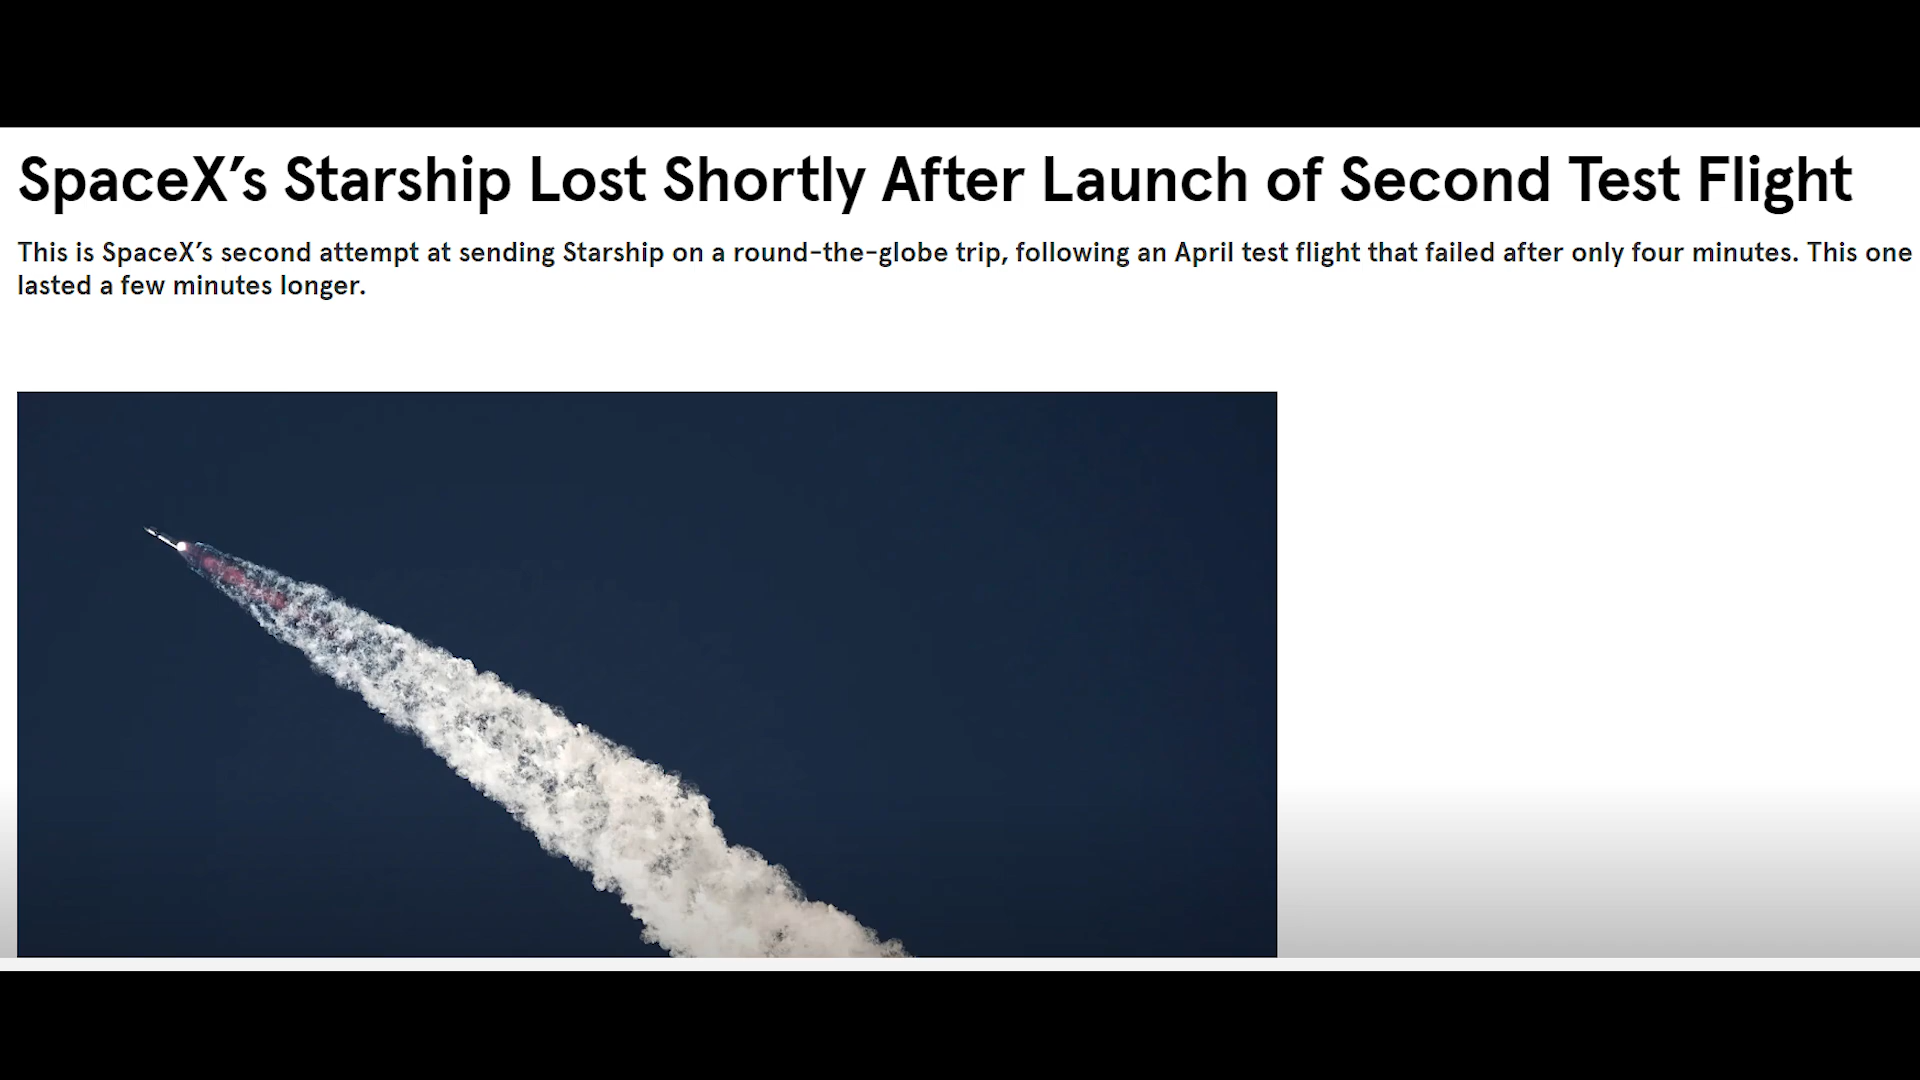 SpaceX’s Starship Lost Shortly After Launch of Second Test Flight
This is SpaceX’s second attempt at sending Starship on a round-the-globe trip, following an April test flight that failed after only four minutes. This one
lasted a few minutes longer.